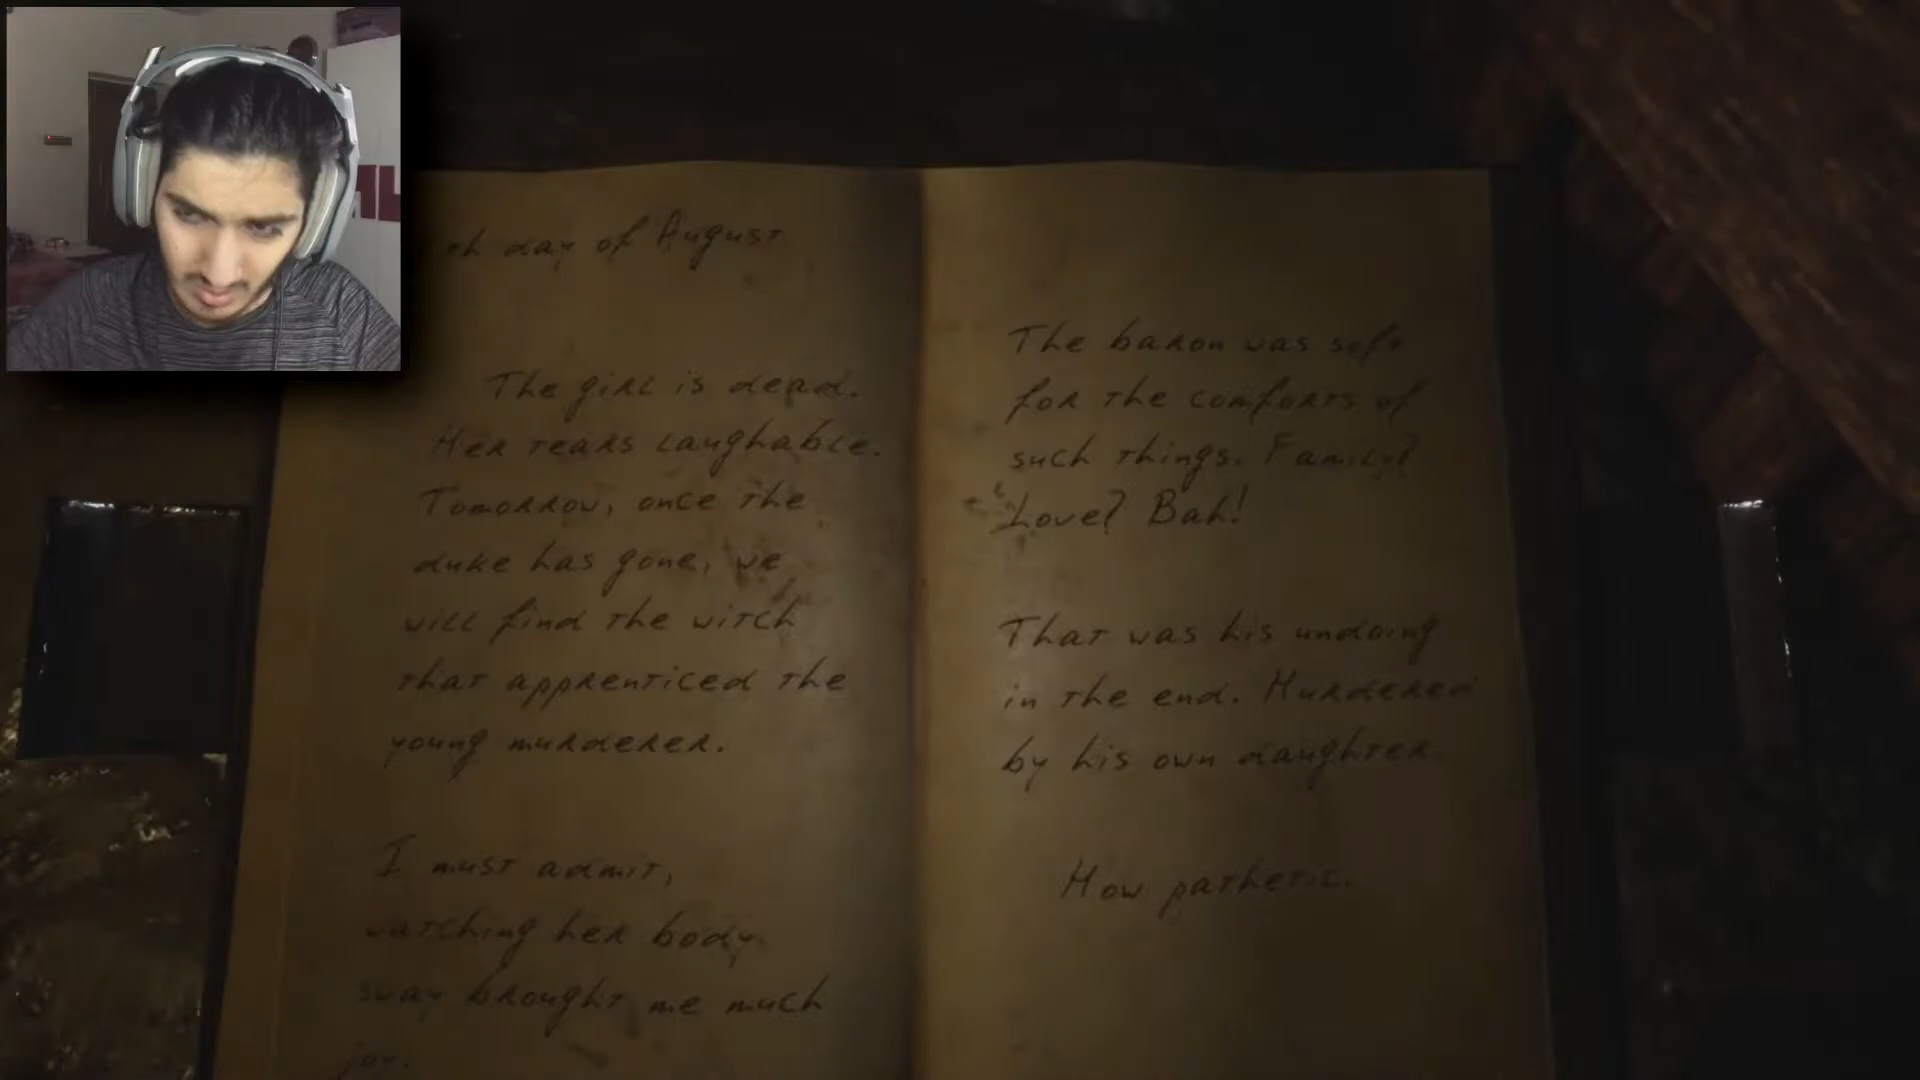 th day of August
The girl is dead.
Her tears laughable.
Tomorrow, once the
duke has gone, we
will find the witch
that apprenticed the
young murderer.
I must admit,
watching her body
sway brought me much
joy.
The baron was soft
for the comforts of
such things. Family?
Love? Bah!
That was his undoing
in the end. Murdered
by his own daughter.
How pathetic.